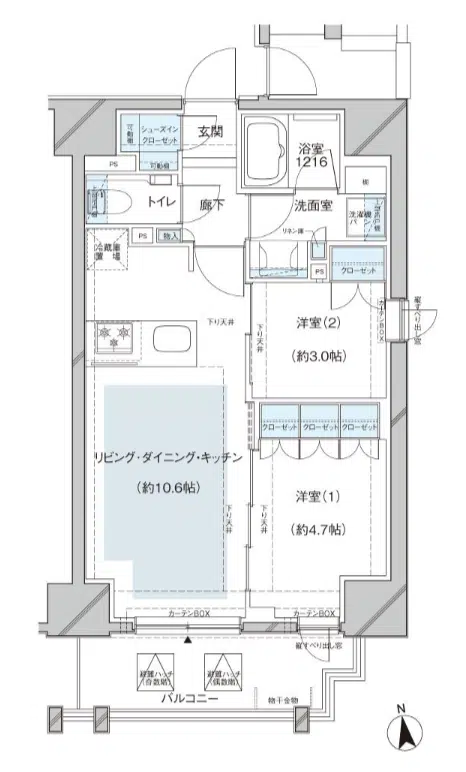 可動棚
シューズイン
クローゼット
可動棚
玄関
浴室
1216
PS
トイレ
廊下
洗面室
棚
洗濯機
パン
リネン庫
PS
物入
冷蔵庫
置場
PS
クローゼット
下り天井
下り天井
洋室(2)
(約3.0帖)
カーテンBOX
縦すべり出し窓
クローゼット
クローゼット
クローゼット
リビング・ダイニング・キッチン
(約10.6帖)
下り天井
下り天井
洋室(1)
(約4.7帖)
カーテンBOX
カーテンBOX
縦すべり出し窓
避難ハッチ
(奇数階)
避難ハッチ
(偶数階)
バルコニー
物干金物
N